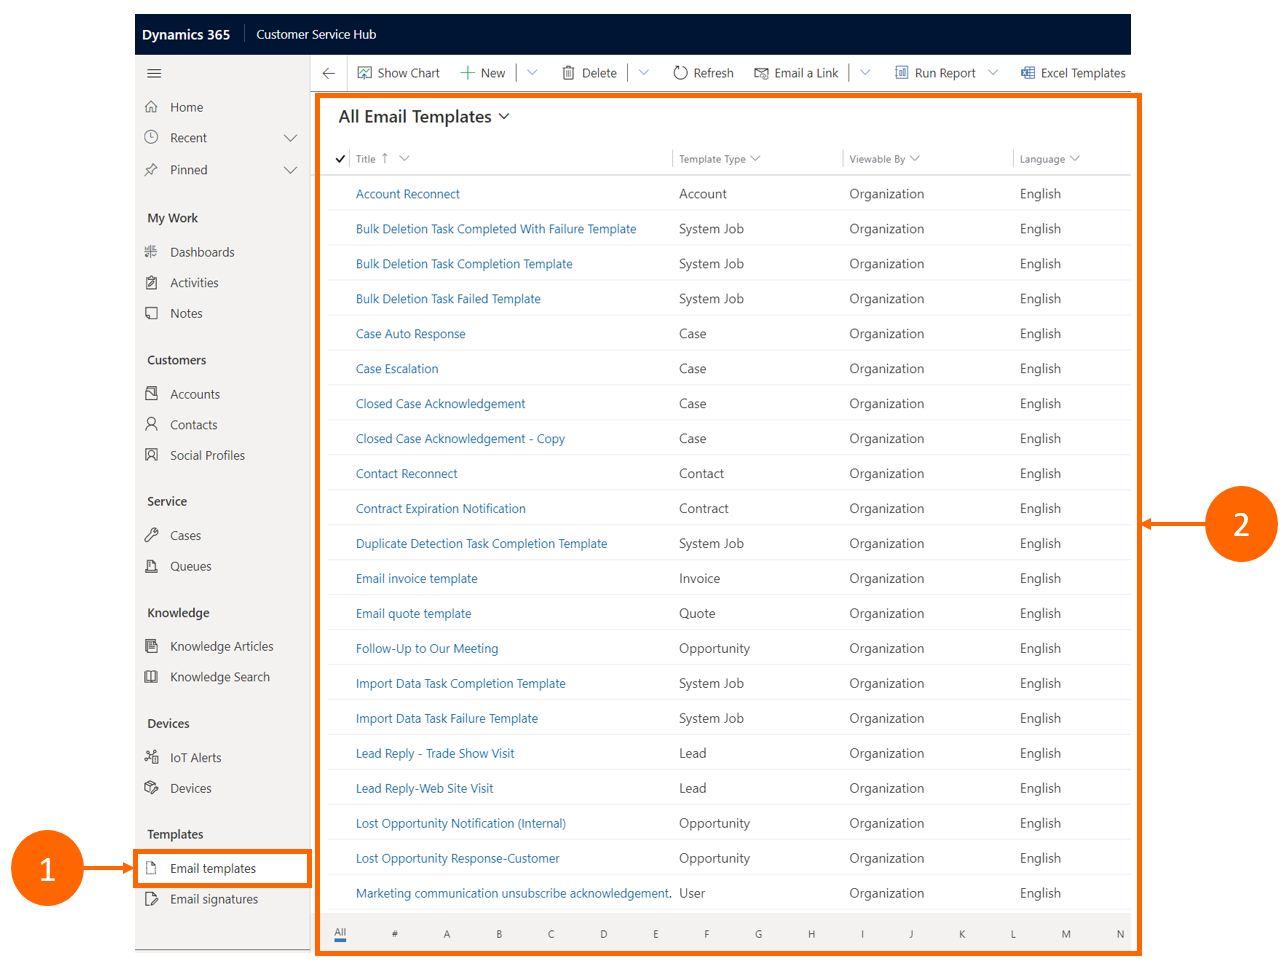 Dynamics 365 Customer Service Hub
Show Chart New Delete Refresh Email a Link Run Report Excel Templates
Home
Recent
Pinned
My Work
Dashboards
Activities
Notes
Customers
Accounts
Contacts
Social Profiles
Service
Cases
Queues
Knowledge
Knowledge Articles
Knowledge Search
Devices
IoT Alerts
Devices
Templates
1
Email templates
Email signatures
All Email Templates
Title Template Type Viewable By Language
Account Reconnect Account Organization English
Bulk Deletion Task Completed With Failure Template System Job Organization English
Bulk Deletion Task Completion Template System Job Organization English
Bulk Deletion Task Failed Template System Job Organization English
Case Auto Response Case Organization English
Case Escalation Case Organization English
Closed Case Acknowledgement Case Organization English
Closed Case Acknowledgement - Copy Case Organization English
Contact Reconnect Contact Organization English
Contract Expiration Notification Contract Organization English
Duplicate Detection Task Completion Template System Job Organization English
Email invoice template Invoice Organization English
Email quote template Quote Organization English
Follow-Up to Our Meeting Opportunity Organization English
Import Data Task Completion Template System Job Organization English
Import Data Task Failure Template System Job Organization English
Lead Reply - Trade Show Visit Lead Organization English
Lead Reply-Web Site Visit Lead Organization English
Lost Opportunity Notification (Internal) Opportunity Organization English
Lost Opportunity Response-Customer Opportunity Organization English
Marketing communication unsubscribe acknowledgement. User Organization English
All # A B C D E F G H I J K L M N
2